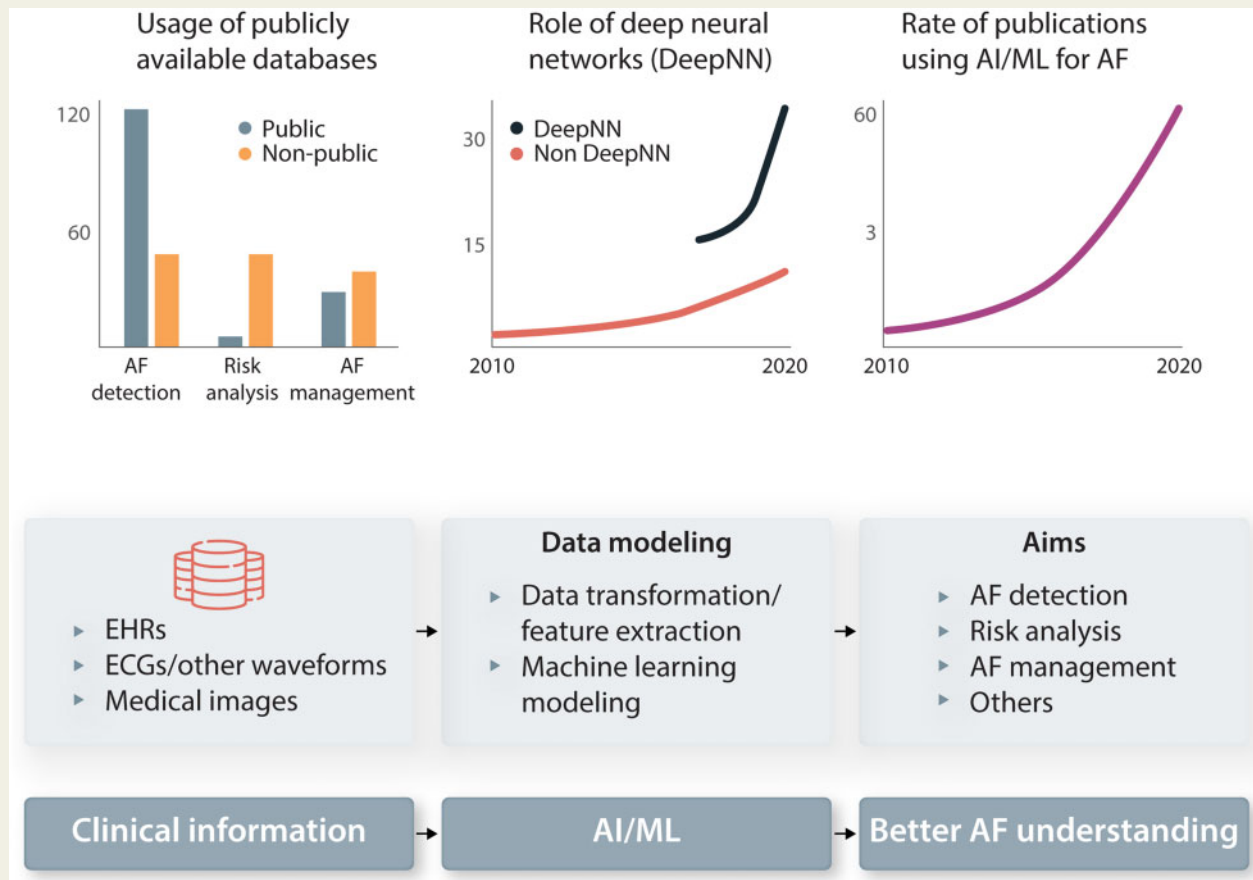 Usage of publicly
available databases
120
60
Public
Non-public
AF
detection
Risk
analysis
AF
management
Role of deep neural
networks (DeepNN)
30
15
DeepNN
Non DeepNN
2010
2020
Rate of publications
using AI/ML for AF
60
3
2010
2020
EHRs
ECGs/other waveforms
Medical images
Data modeling
Data transformation/
feature extraction
Machine learning
modeling
Aims
AF detection
Risk analysis
AF management
Others
Clinical information
AI/ML
Better AF understanding